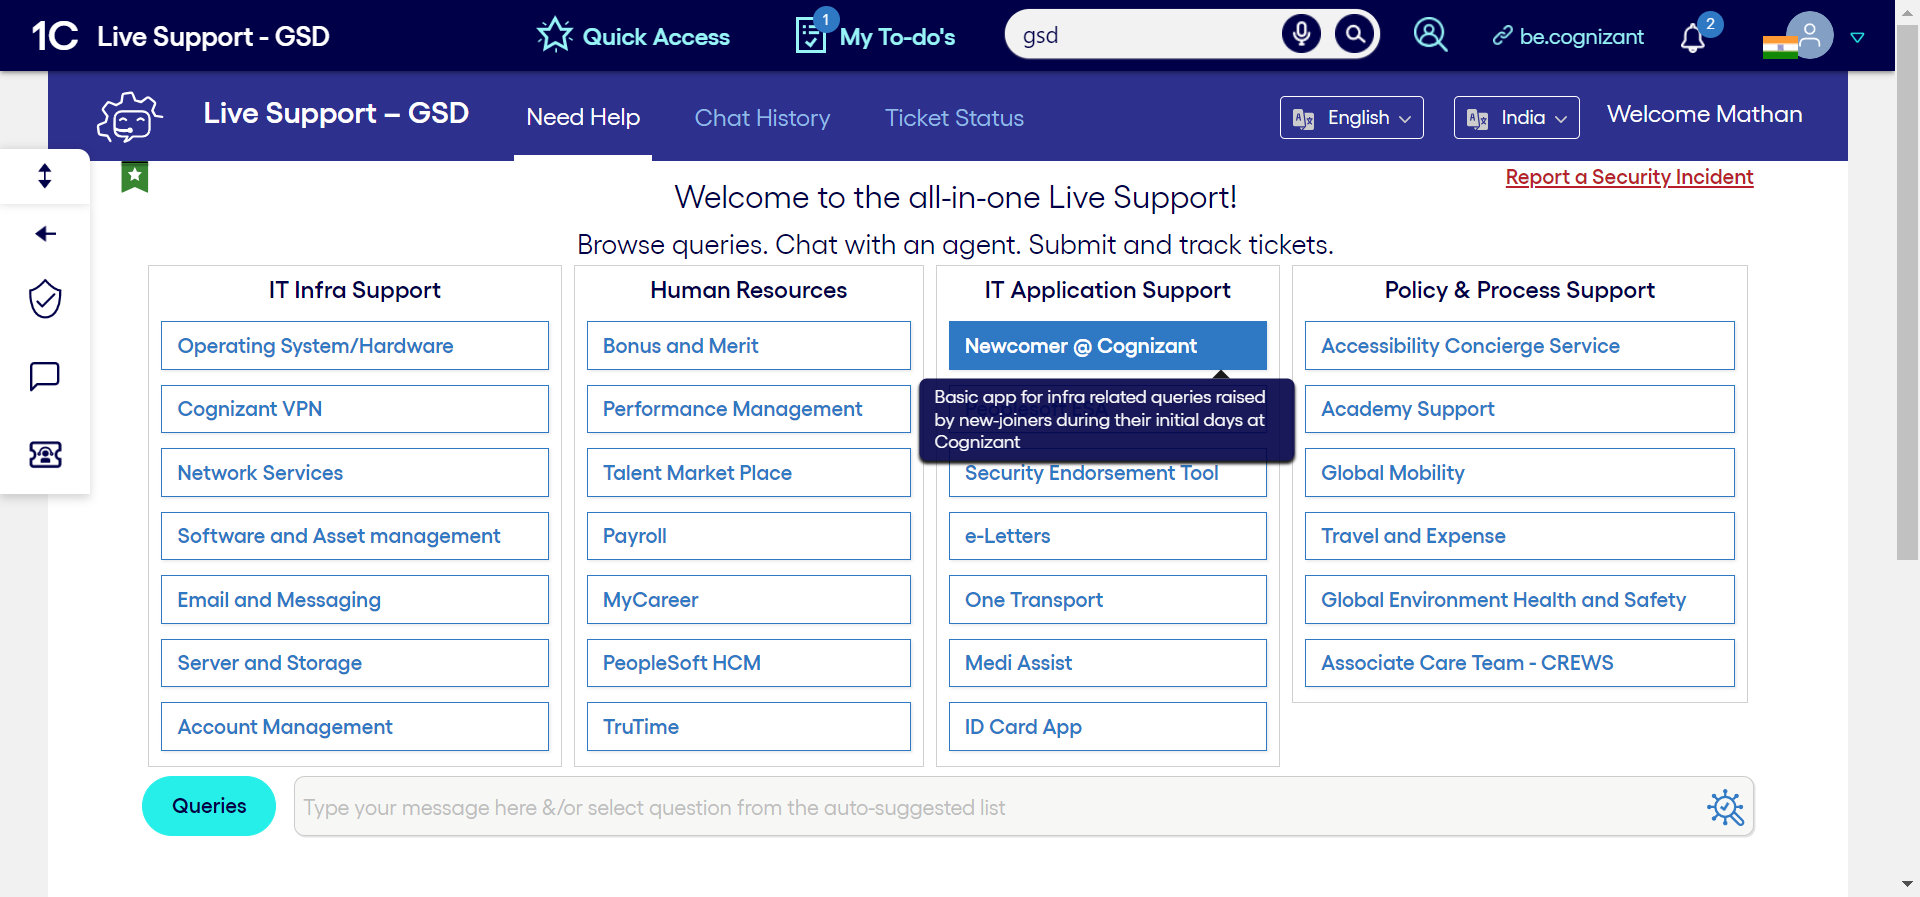 1C Live Support - GSD
Quick Access
1
My To-do's
gsd
be.cognizant
2
Live Support – GSD
Need Help
Chat History
Ticket Status
English
India
Welcome Mathan
Report a Security Incident
Welcome to the all-in-one Live Support!
Browse queries. Chat with an agent. Submit and track tickets.
IT Infra Support
Operating System/Hardware
Cognizant VPN
Network Services
Software and Asset management
Email and Messaging
Server and Storage
Account Management
Human Resources
Bonus and Merit
Performance Management
Talent Market Place
Payroll
MyCareer
PeopleSoft HCM
TruTime
IT Application Support
Newcomer @ Cognizant
Basic app for infra related queries raised
by new-joiners during their initial days at
Cognizant
Security Endorsement Tool
e-Letters
One Transport
Medi Assist
ID Card App
Policy & Process Support
Accessibility Concierge Service
Academy Support
Global Mobility
Travel and Expense
Global Environment Health and Safety
Associate Care Team - CREWS
Queries
Type your message here &/or select question from the auto-suggested list